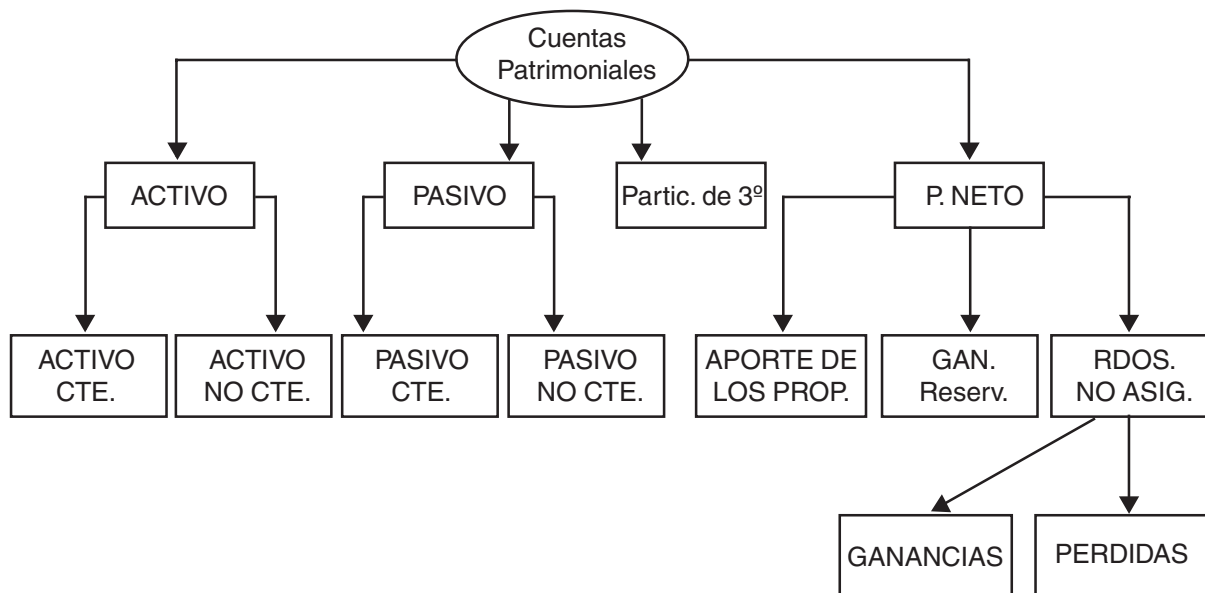 Cuentas
Patrimoniales
ACTIVO
PASIVO
Partic. de 3º
P. NETO
ACTIVO
CTE.
ACTIVO
NO CTE.
PASIVO
CTE.
PASIVO
NO CTE.
APORTE DE
LOS PROP.
GAN.
Reserv.
RDOS.
NO ASIG.
GANANCIAS
PERDIDAS